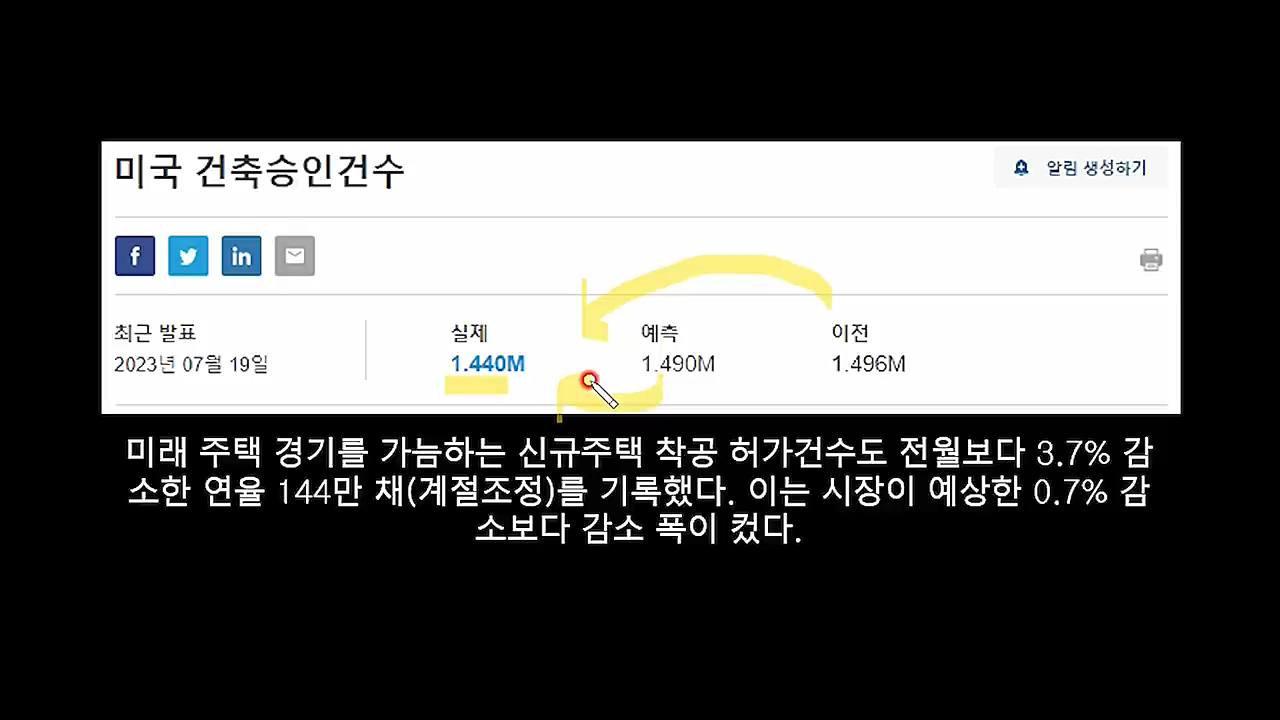 미국 건축승인건수
알림 생성하기
f
in
최근 발표 실제 예측 이전
2023년 07월 19일 1.440M 1.490M 1.496M
미래 주택 경기를 가늠하는 신규주택 착공 허가건수도 전월보다 3.7% 감
소한 연율 144만 채(계절조정)를 기록했다. 이는 시장이 예상한 0.7% 감
소보다 감소 폭이 컸다.